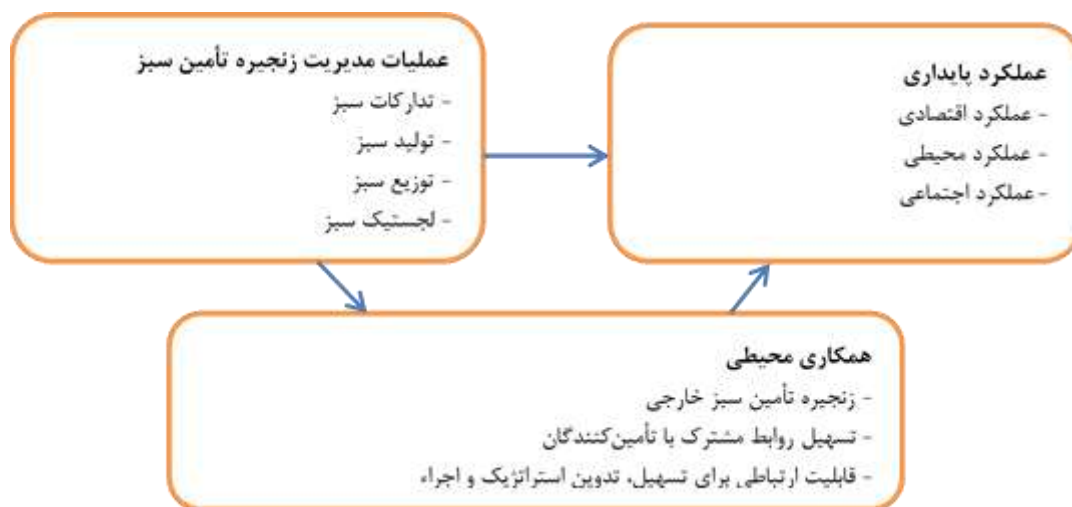 عملیات مدیریت زنجیره تأمین سبز
- تدارکات سبز
- تولید سبز
- توزیع سبز
- لجستیک سبز
عملکرد پایداری
- عملکرد اقتصادی
- عملکرد محیطی
- عملکرد اجتماعی
همکاری محیطی
- زنجیره تأمین سبز خارجی
- تسهیل روابط مشترک با تأمین‌کنندگان
- قابلیت ارتباطی برای تسهیل، تدوین استراتژیک و اجراء